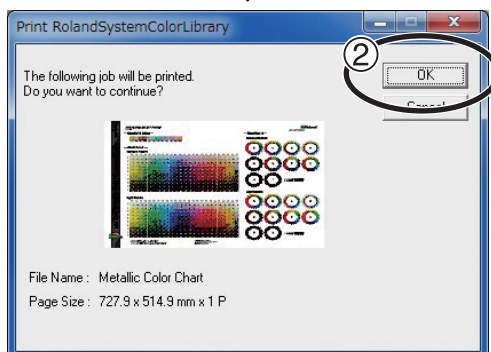 Print RolandSystemColorLibrary
②
The following job will be printed.
Do you want to continue?
OK
Cancel
File Name : Metallic Color Chart
Page Size : 727.9 x 514.9 mm x 1 P